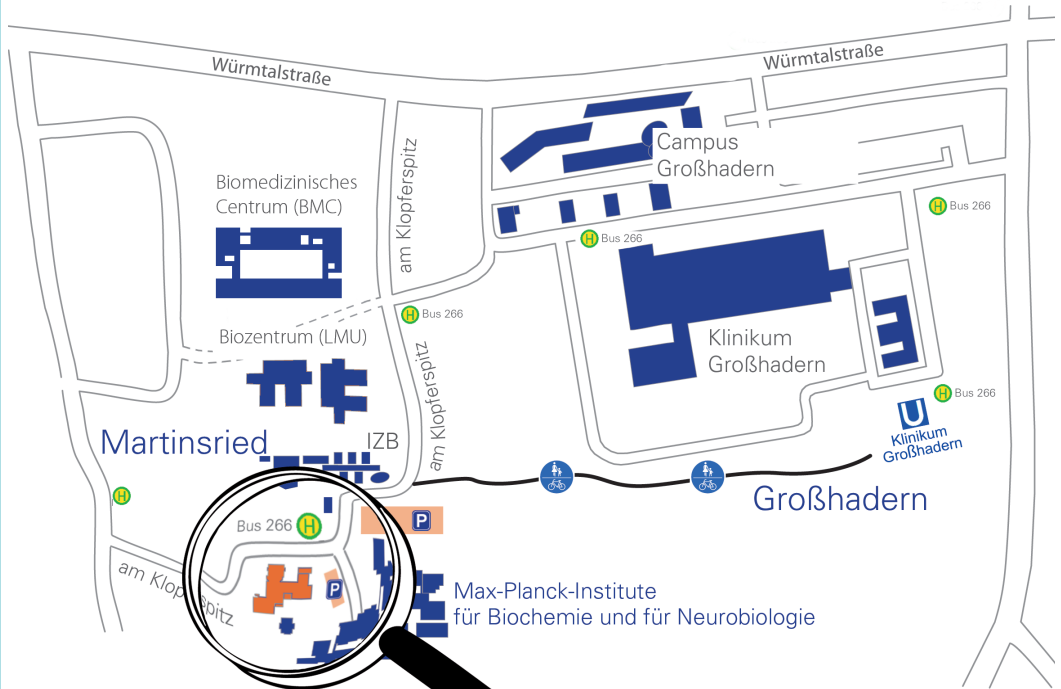 Würmtalstraße
Würmtalstraße
am Klopferspitz
Campus
Großhadern
Biomedizinisches
Centrum (BMC)
H Bus 266
H Bus 266
H Bus 266
Biozentrum (LMU)
am Klopferspitz
Klinikum
Großhadern
H Bus 266
U
Klinikum
Großhadern
Martinsried
IZB
Großhadern
H
Bus 266 H
P
am Klopferspitz
P
Max-Planck-Institute
für Biochemie und für Neurobiologie